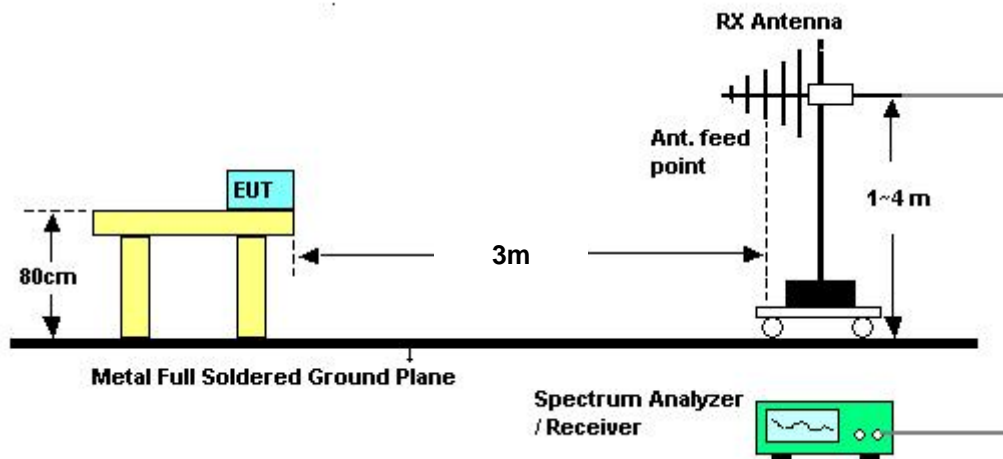 RX Antenna
Ant. feed
point
EUT
1~4 m
3m
80cm
Metal Full Soldered Ground Plane
Spectrum Analyzer
/ Receiver